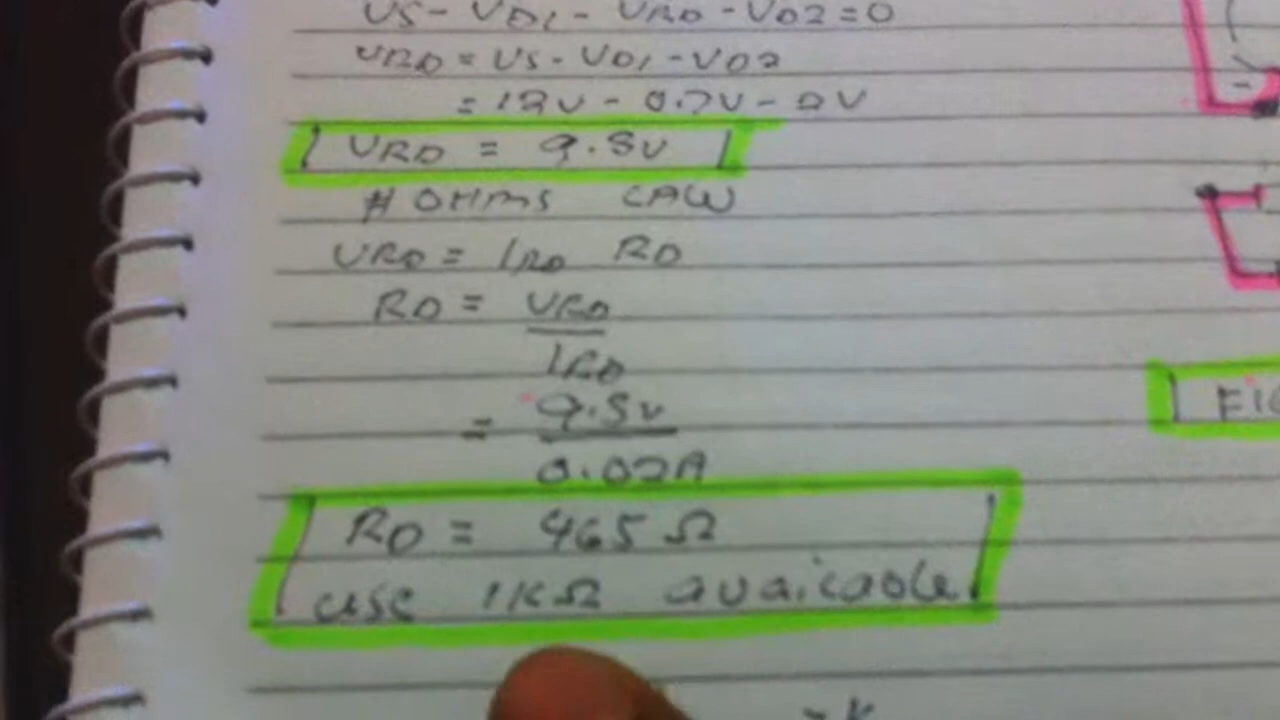 VS - VD1 - VRD - VD2 = 0
VRD = VS - VD1 - VD2
= 12V - 0.7V - 2V
VRD = 9.3V
# OHMS LAW
VRD = IRD RD
RD = VRD
IRD
= 9.3V
0.02A
RD = 465 Ω
use 1KΩ available